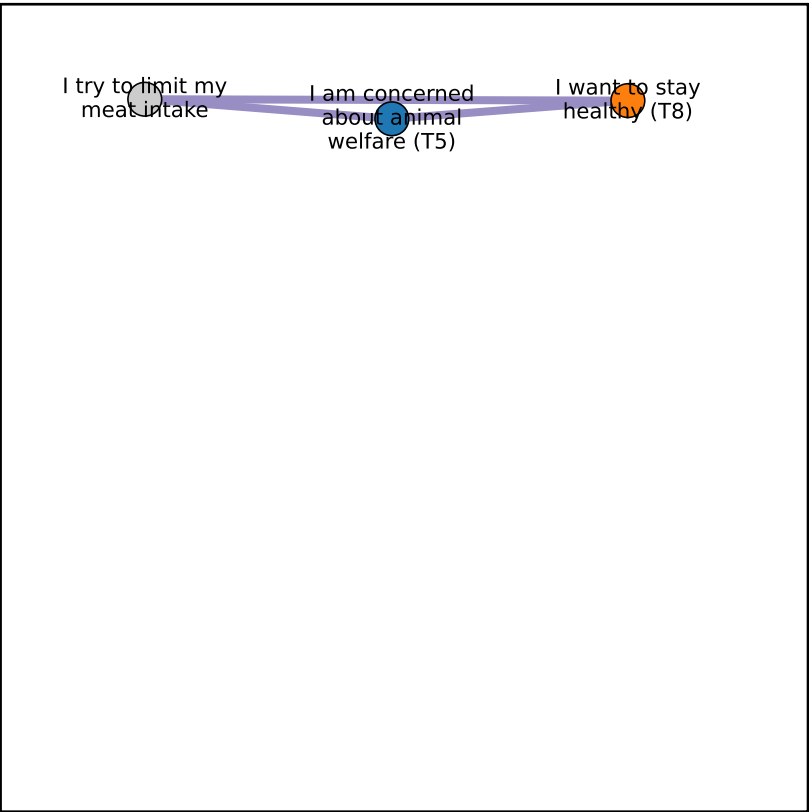 I try to limit my
meat intake
I am concerned
about animal
welfare (T5)
I want to stay
healthy (T8)